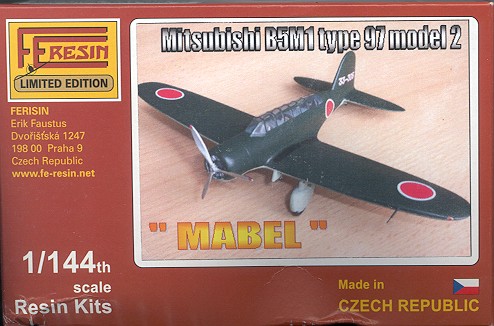 FE RESIN
LIMITED EDITION
FERISIN
Erik Faustus
Dvořišťská 1247
198 00 Praha 9
Czech Republic
www.fe-resin.net
Mitsubishi B5M1 type 97 model 2
" MABEL "
1/144th
scale
Resin Kits
Made in
CZECH REPUBLIC